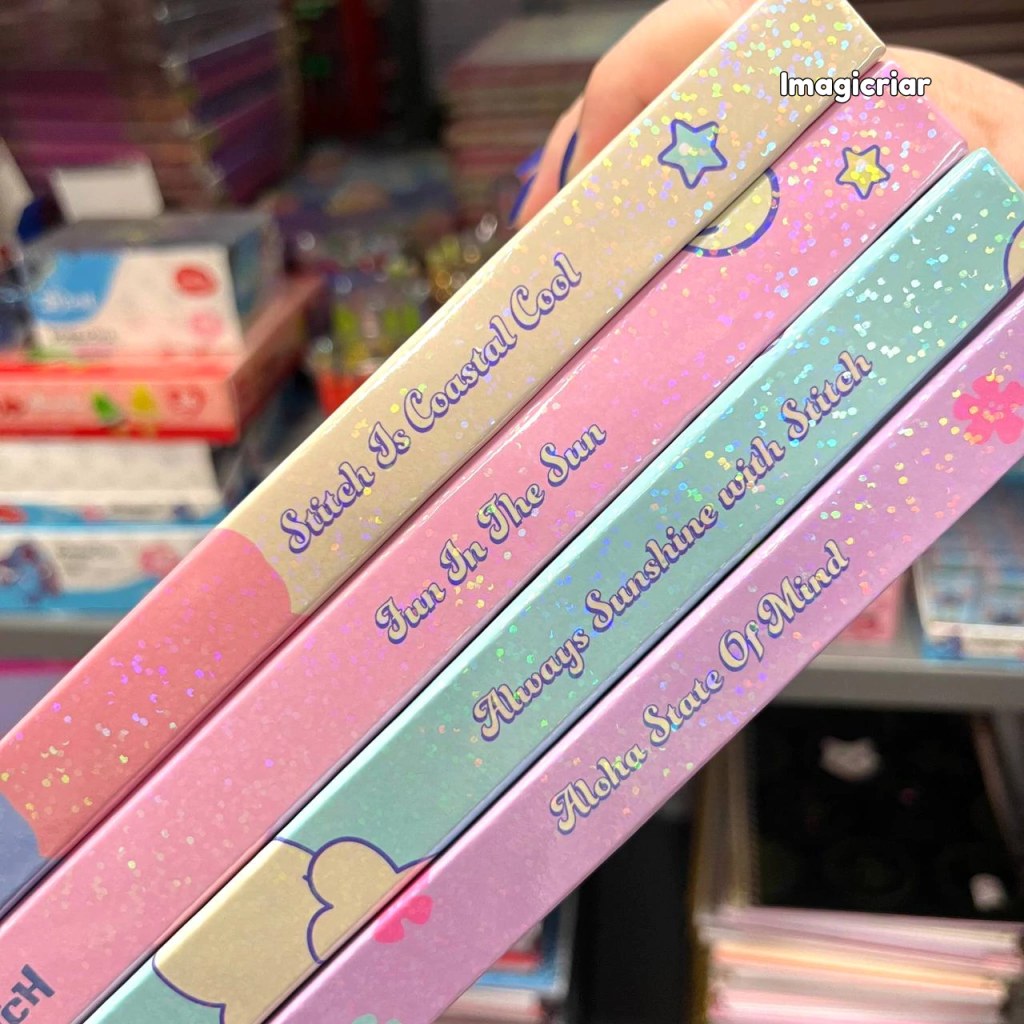 Imagicriar
Stitch Is Coastal Cool
Fun In The Sun
Always Sunshine with Stitch
Aloha State Of Mind